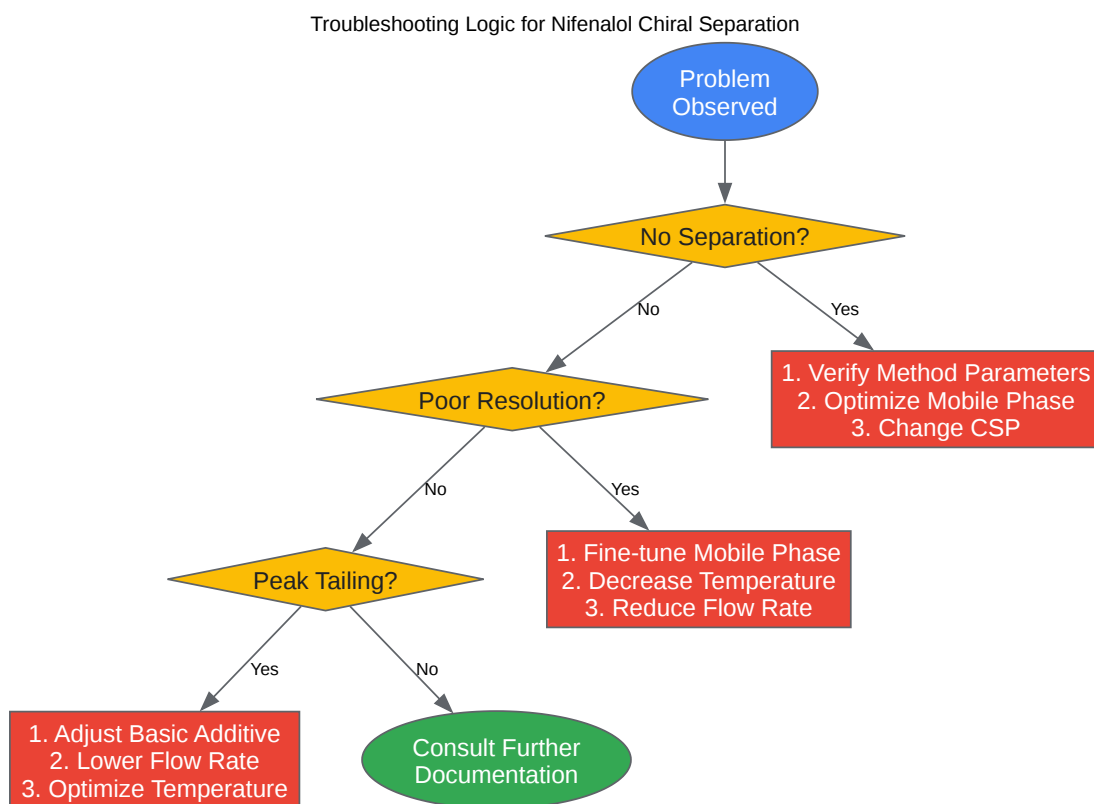 Troubleshooting Logic for Nifenalol Chiral Separation
Problem
Observed
No Separation?
No
Yes
1. Verify Method Parameters
2. Optimize Mobile Phase
3. Change CSP
Poor Resolution?
No
Yes
1. Fine-tune Mobile Phase
2. Decrease Temperature
3. Reduce Flow Rate
Peak Tailing?
Yes
No
1. Adjust Basic Additive
2. Lower Flow Rate
3. Optimize Temperature
Consult Further
Documentation